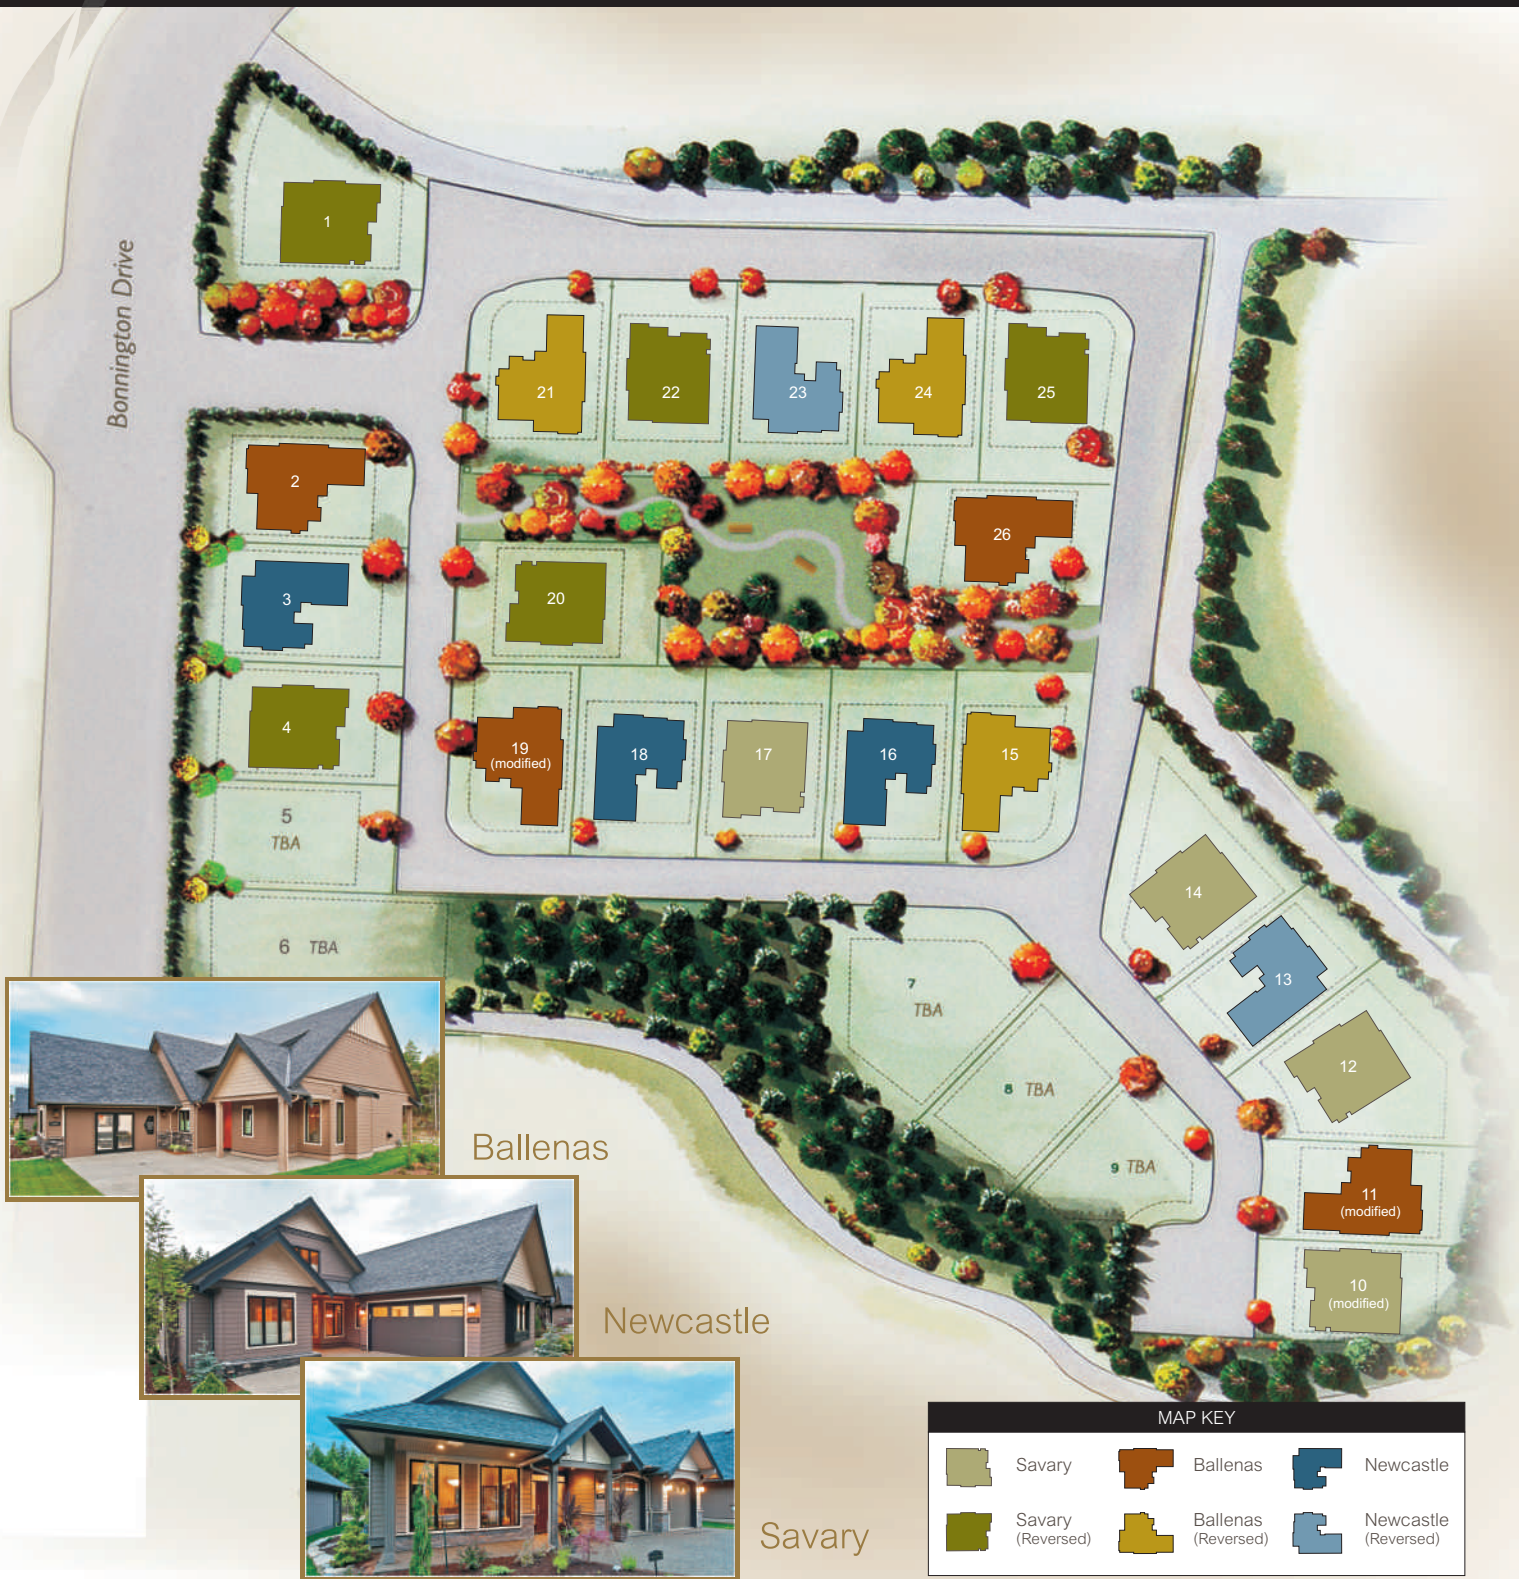 Bonnington Drive
1
21
22
23
24
25
2
26
3
20
4
19
(modified)
18
17
16
15
5
TBA
14
6 TBA
7
TBA
13
8 TBA
12
9 TBA
11
(modified)
10
(modified)
Ballenas
Newcastle
Savary
MAP KEY
Savary
Ballenas
Newcastle
Savary
(Reversed)
Ballenas
(Reversed)
Newcastle
(Reversed)